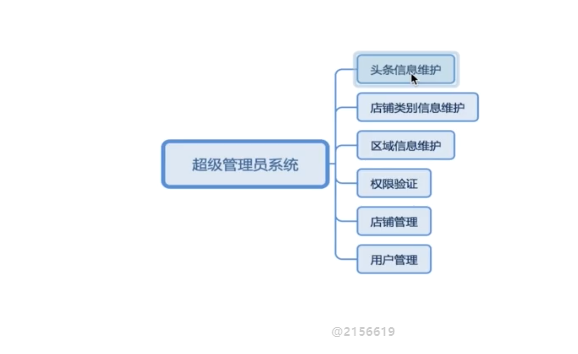 头条信息维护
店铺类别信息维护
区域信息维护
超级管理员系统
权限验证
店铺管理
用户管理
@2156619